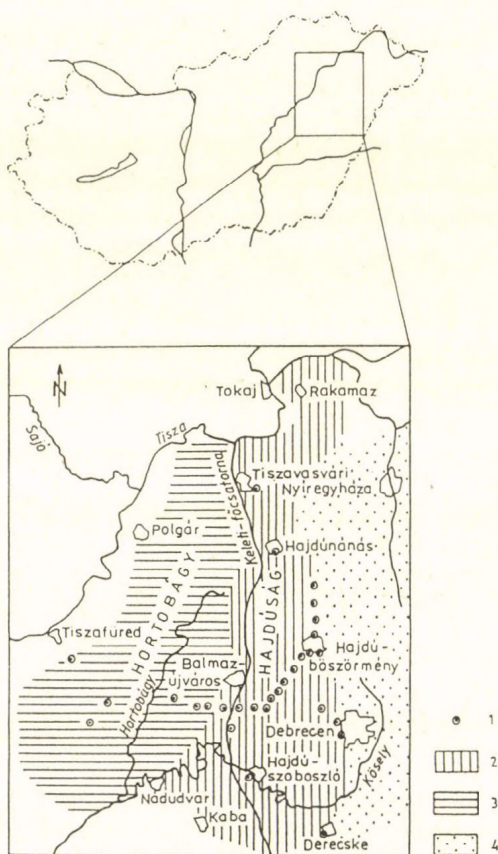 N
Sajó
Tisza
Tokaj
Rakamaz
Keleti-főcsatorna
Tiszavasvári
Nyíregyháza
Polgár
Hajdúnánás
HORTOBÁGY
HAJDÚSÁG
Tiszafüred
Hortobágy
Balmaz-
újváros
Hajdú-
böszörmény
Debrecen
Kösely
Hajdú-
szoboszló
Nádudvar
Kaba
Derecske
1
2
3
4